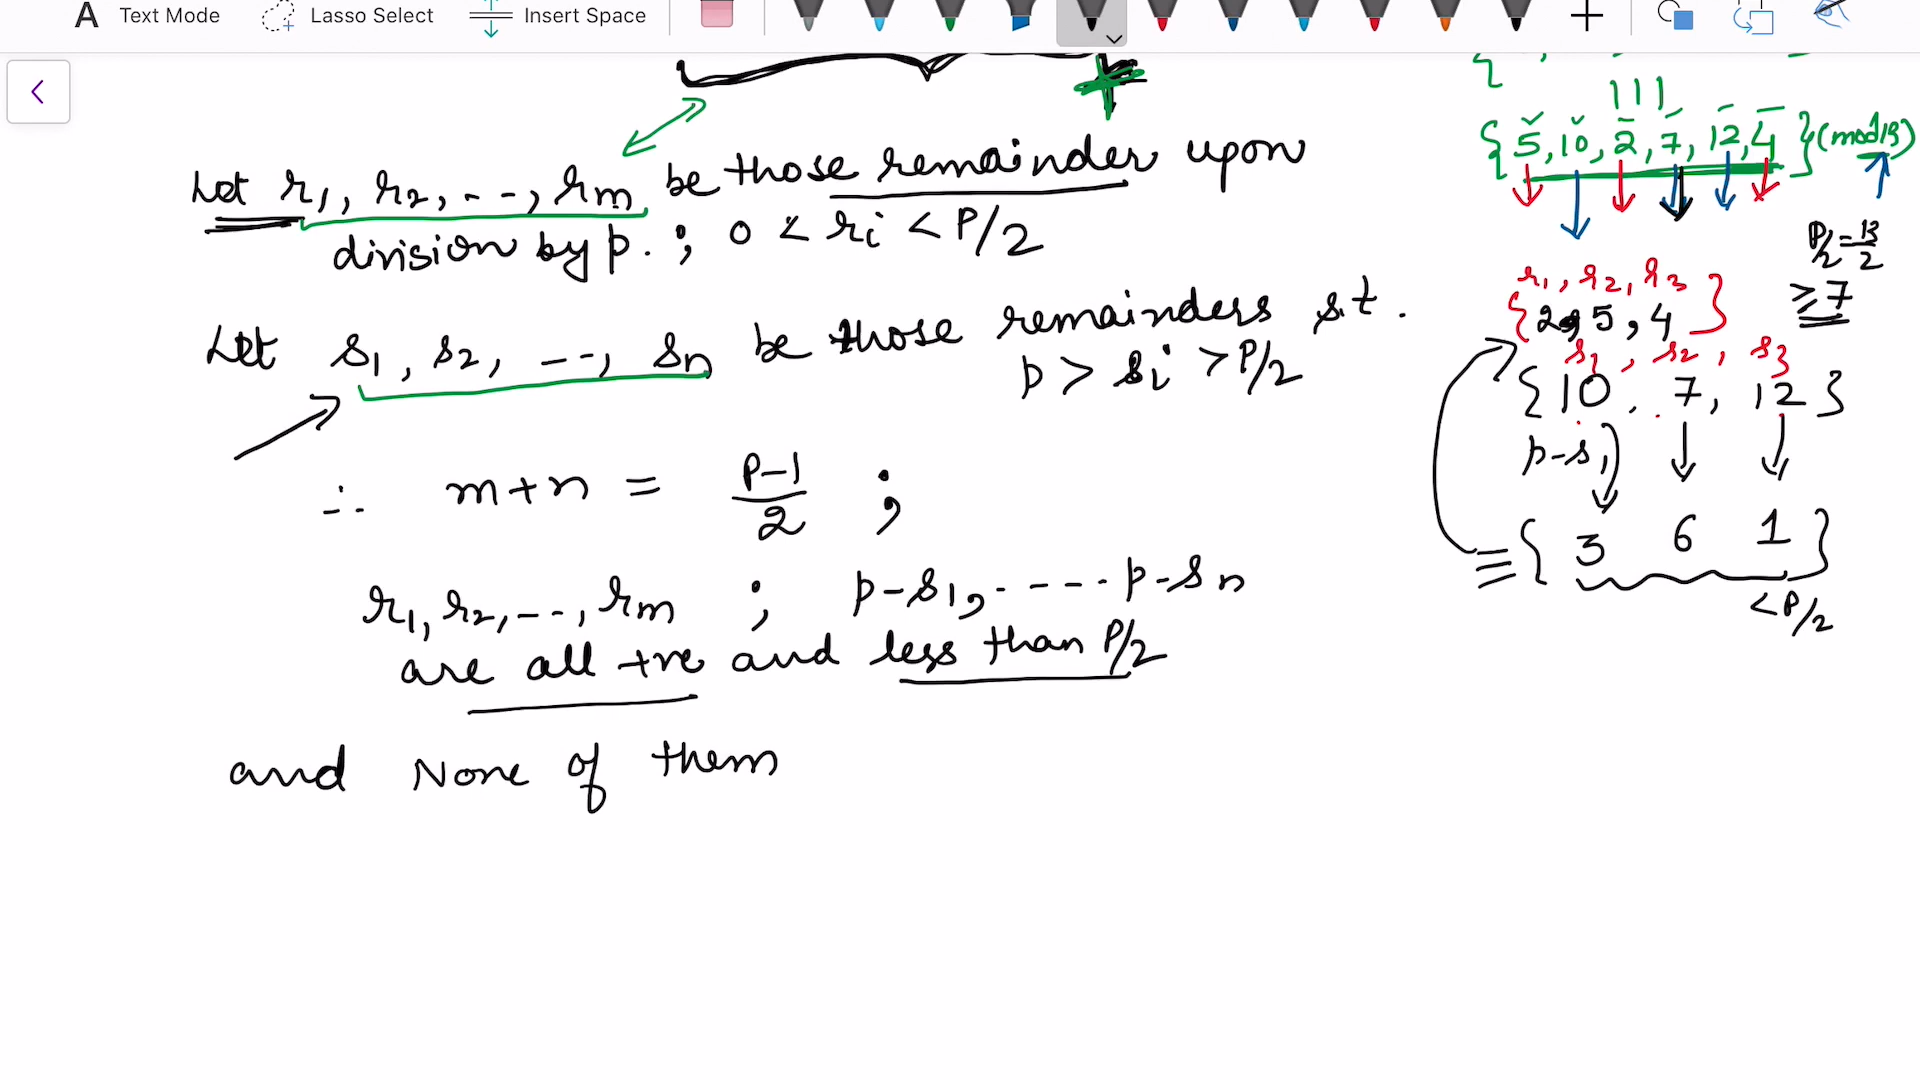 Text Mode Lasso Select Insert Space
Let r1, r2, ---, rm be those remainder upon
division by p. ; 0 < ri < P/2
Let s1, s2, ---, sn be those remainders s.t.
p > si > P/2
∴ m+n = P-1/2 ;
r1, r2, ---, rm ; p-s1, ----- p-sn
are all +ve and less than P/2
and None of them
{5, 10, 2, 7, 12, 4} (mod 13)
P/2 = 13/2
≥7
r1, r2, r3
{2, 5, 4}
s1, s2, s3
{10, 7, 12}
p-s1
≡ {3 6 1}
<P/2